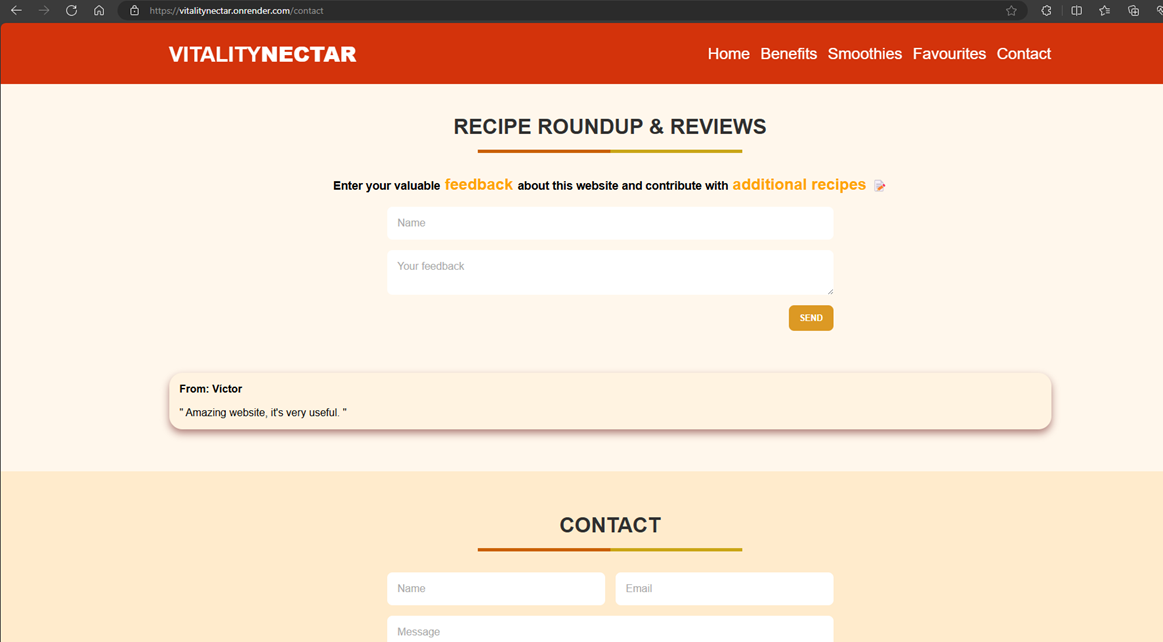 https://vitalitynectar.onrender.com/contact
VITALITYNECTAR
Home Benefits Smoothies Favourites Contact
RECIPE ROUNDUP & REVIEWS
Enter your valuable feedback about this website and contribute with additional recipes 📝
Name
Your feedback
SEND
From: Victor
" Amazing website, it's very useful. "
CONTACT
Name Email
Message